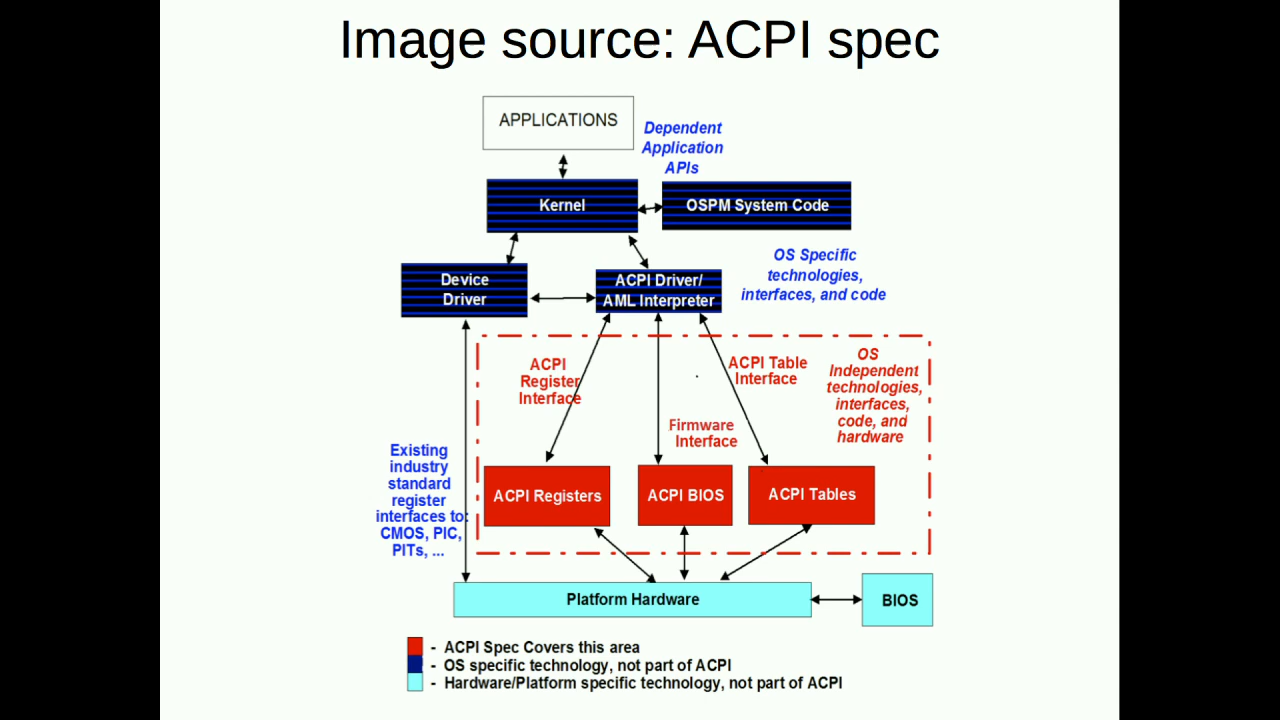 Image source: ACPI spec
APPLICATIONS
Dependent
Application
APIs
Kernel
OSPM System Code
OS Specific
technologies,
interfaces, and code
Device
Driver
ACPI Driver/
AML Interpreter
ACPI
Register
Interface
ACPI Table
Interface
OS
Independent
technologies,
interfaces,
code, and
hardware
Firmware
Interface
Existing
industry
standard
register
interfaces to:
CMOS, PIC,
PITs, ...
ACPI Registers
ACPI BIOS
ACPI Tables
Platform Hardware
BIOS
- ACPI Spec Covers this area
- OS specific technology, not part of ACPI
- Hardware/Platform specific technology, not part of ACPI